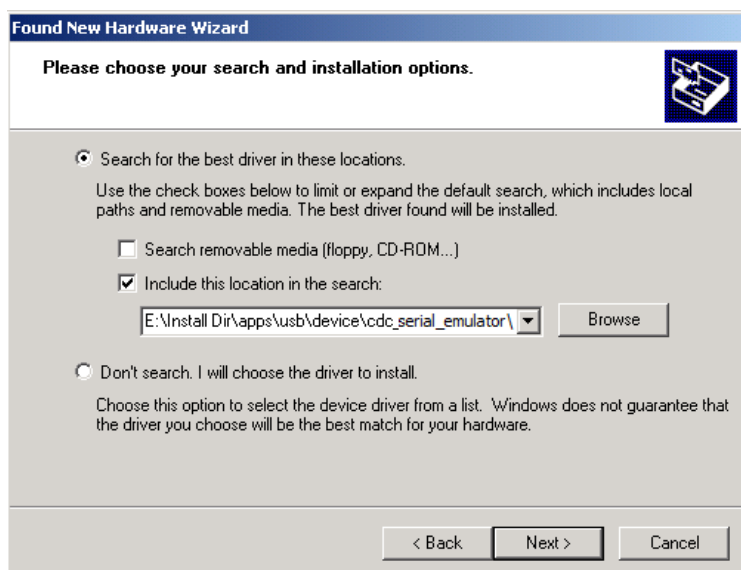 Found New Hardware Wizard
Please choose your search and installation options.
Search for the best driver in these locations.
Use the check boxes below to limit or expand the default search, which includes local
paths and removable media. The best driver found will be installed.
Search removable media (floppy, CD-ROM...)
Include this location in the search:
E:\Install Dir\apps\usb\device\cdc_serial_emulator\
Browse
Don't search. I will choose the driver to install.
Choose this option to select the device driver from a list. Windows does not guarantee that
the driver you choose will be the best match for your hardware.
< Back Next > Cancel